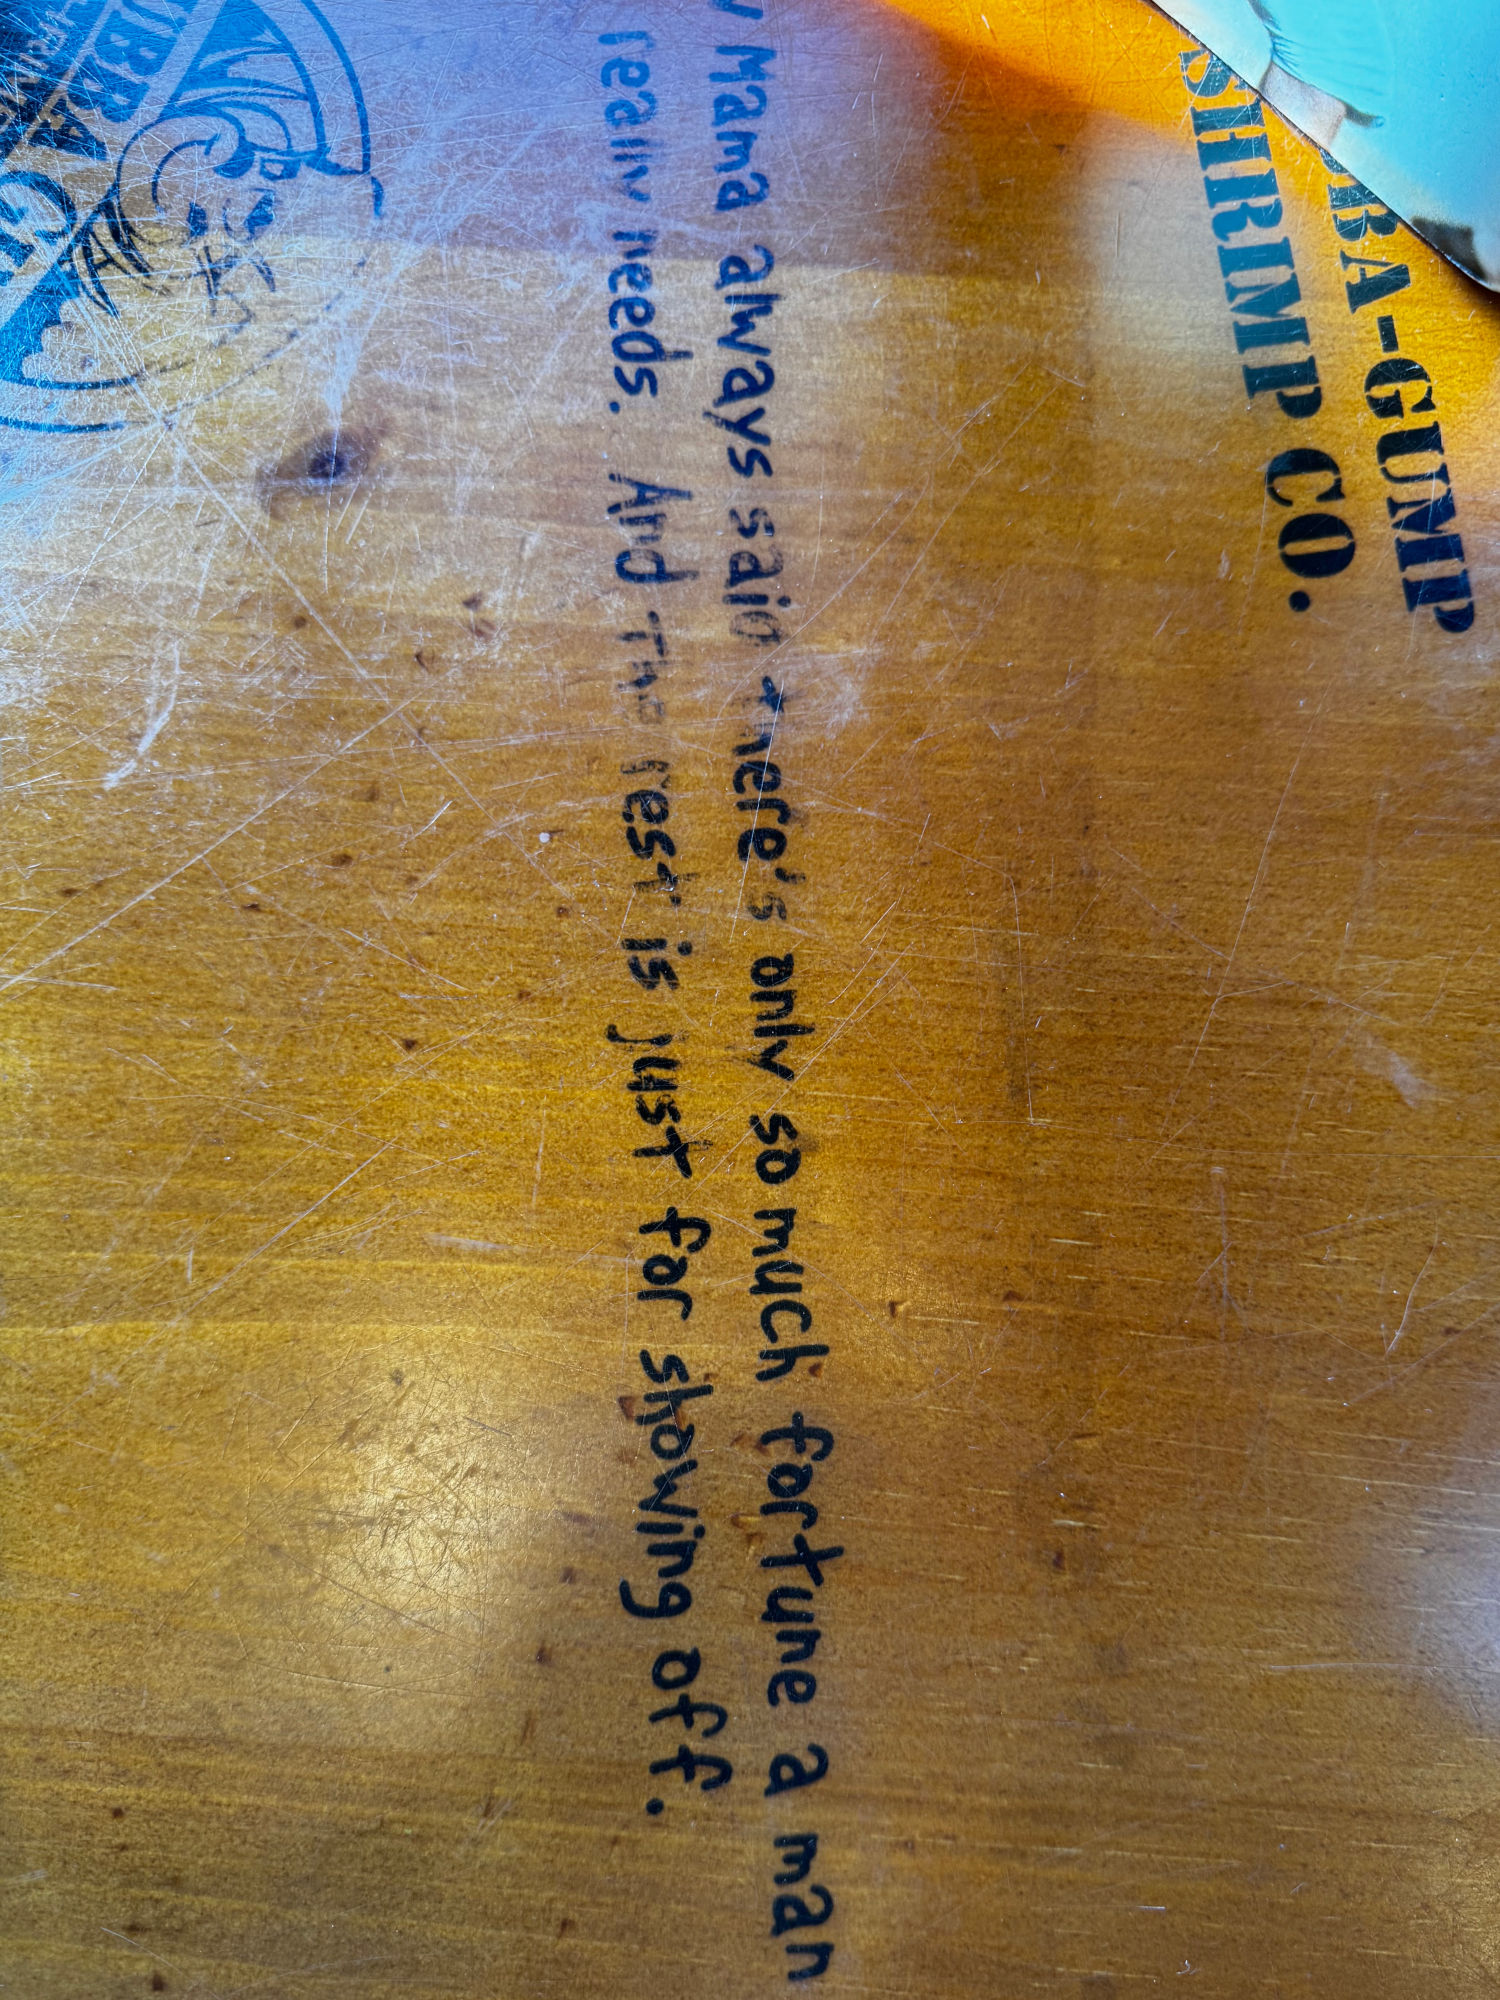 y Mama always said there's only so much fortune a man
really needs. And the rest is just for showing off.
BRA-GUMP
SHRIMP CO.